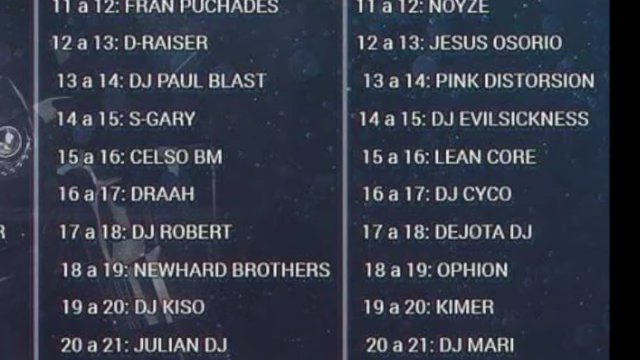 11 a 12: FRAN PUCHADES
12 a 13: D-RAISER
13 a 14: DJ PAUL BLAST
14 a 15: S-GARY
15 a 16: CELSO BM
16 a 17: DRAAH
17 a 18: DJ ROBERT
18 a 19: NEWHARD BROTHERS
19 a 20: DJ KISO
20 a 21: JULIAN DJ
11 a 12: NOYZE
12 a 13: JESUS OSORIO
13 a 14: PINK DISTORSION
14 a 15: DJ EVILSICKNESS
15 a 16: LEAN CORE
16 a 17: DJ CYCO
17 a 18: DEJOTA DJ
18 a 19: OPHION
19 a 20: KIMER
20 a 21: DJ MARI